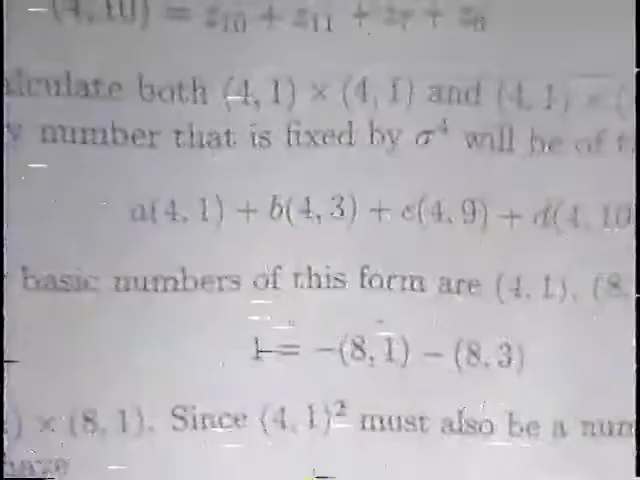 (4, 10) = z₁₀ + z₁₁ + z₇ + z₆
alculate both (4, 1) × (4, 1) and (4, 1) × (
y number that is fixed by σ⁴ will be of t
a(4, 1) + b(4, 3) + c(4, 9) + d(4, 10
basic numbers of this form are (4, 1), (8,
1 = −(8, 1) − (8, 3)
) × (8, 1). Since (4, 1)² must also be a num